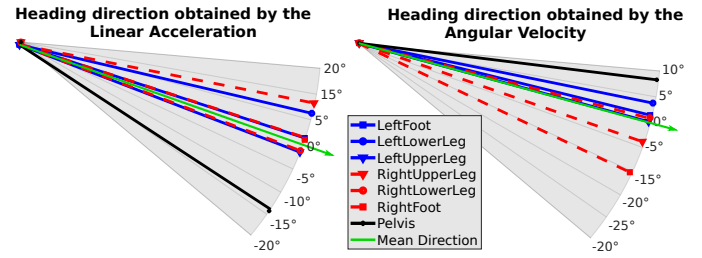 Heading direction obtained by the
Linear Acceleration
20°
15°
5°
0°
-5°
-10°
-15°
-20°
LeftFoot
LeftLowerLeg
LeftUpperLeg
RightUpperLeg
RightLowerLeg
RightFoot
Pelvis
Mean Direction
Heading direction obtained by the
Angular Velocity
10°
5°
0°
-5°
-15°
-20°
-25°
-20°